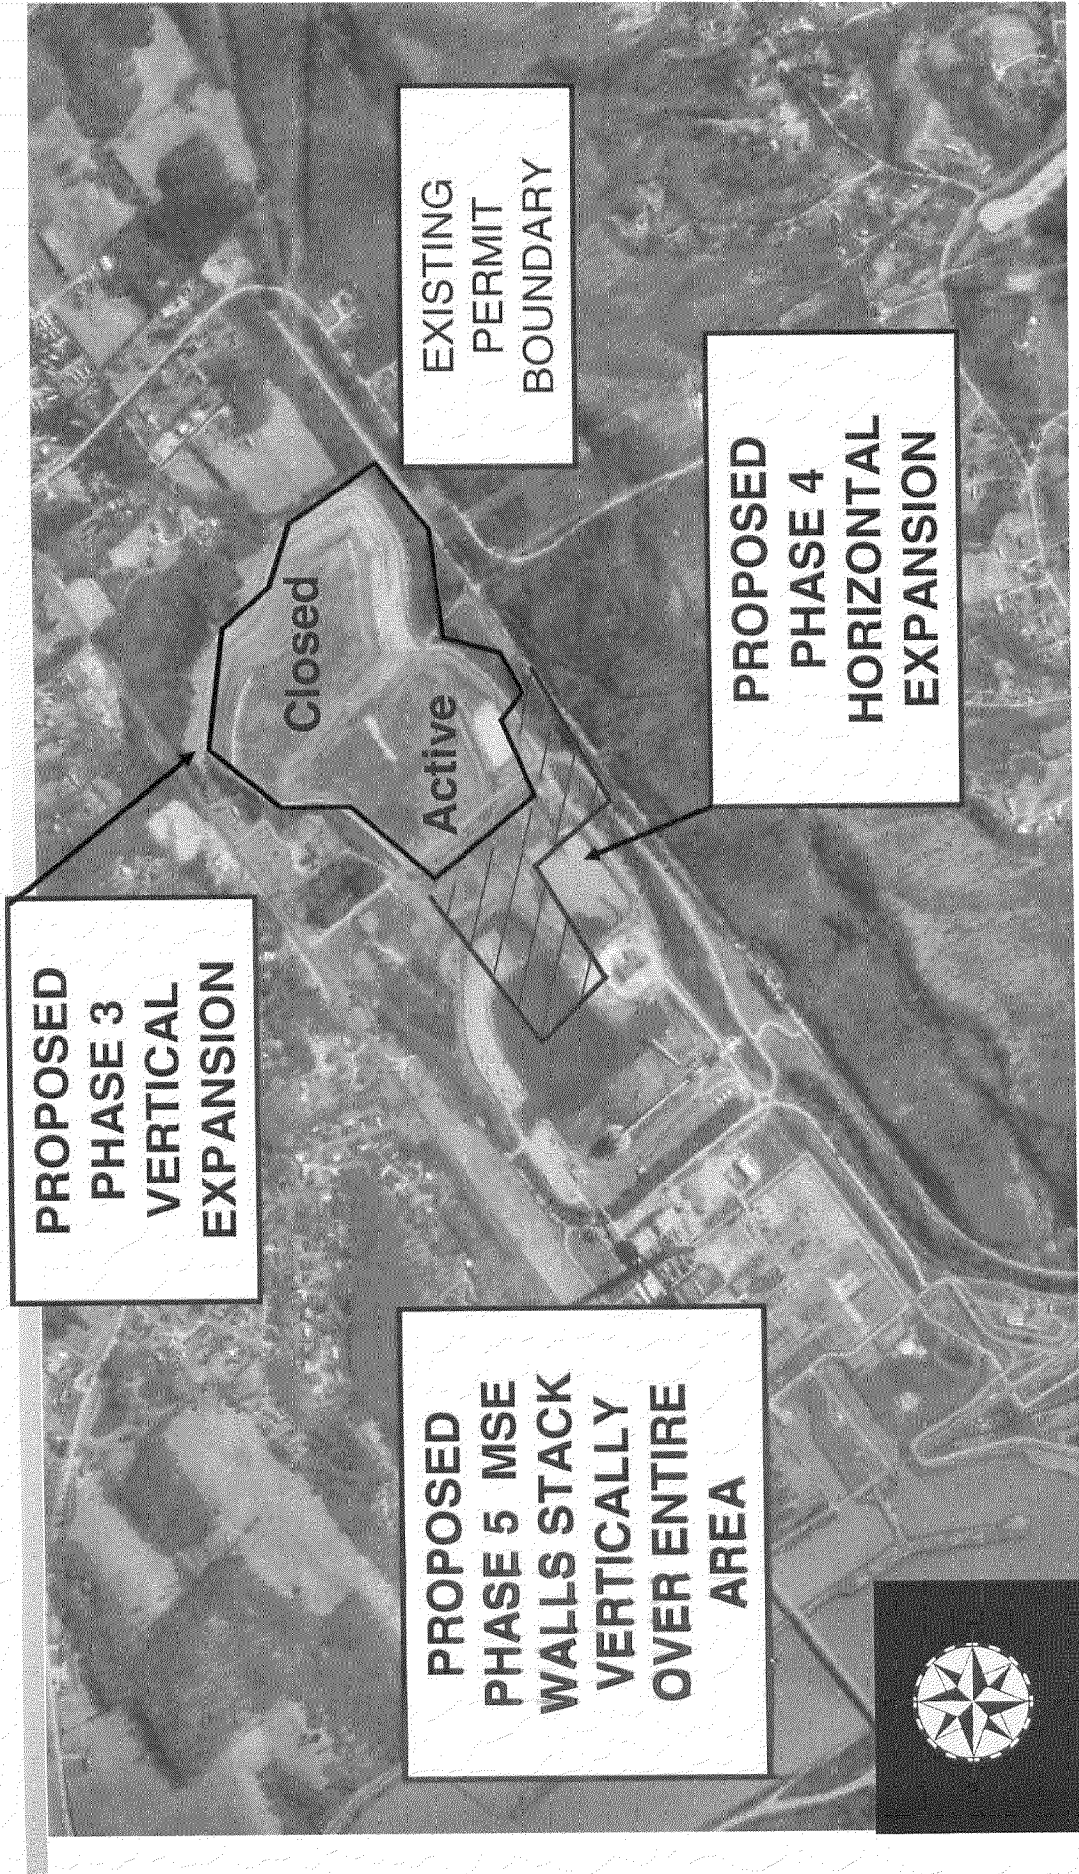 PROPOSED
PHASE 5 MSE
WALLS STACK
VERTICALLY
OVER ENTIRE
AREA
PROPOSED
PHASE 3
VERTICAL
EXPANSION
Closed
Active
EXISTING
PERMIT
BOUNDARY
PROPOSED
PHASE 4
HORIZONTAL
EXPANSION